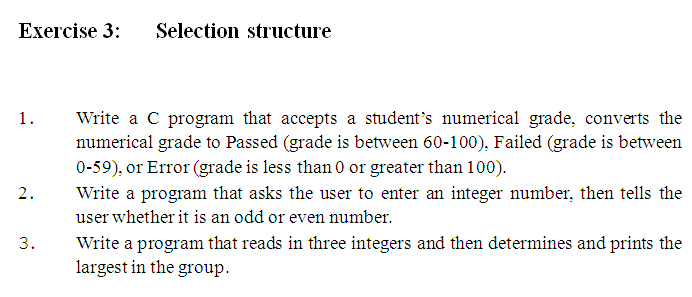 Exercise 3: Selection structure
1. Write a C program that accepts a student’s numerical grade, converts the
numerical grade to Passed (grade is between 60-100), Failed (grade is between
0-59), or Error (grade is less than 0 or greater than 100).
2. Write a program that asks the user to enter an integer number, then tells the
user whether it is an odd or even number.
3. Write a program that reads in three integers and then determines and prints the
largest in the group.